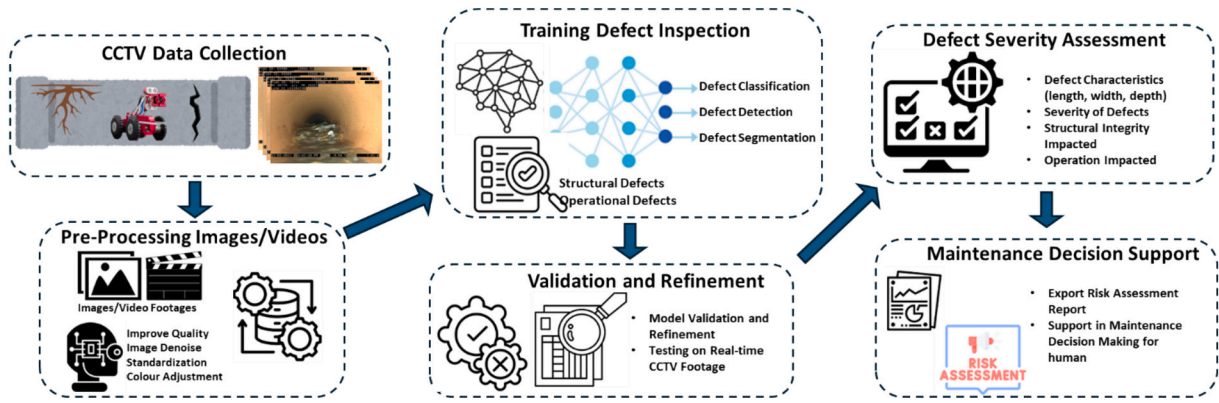 CCTV Data Collection
Pre-Processing Images/Videos
Images/Video Footages
Improve Quality
Image Denoise
Standardization
Colour Adjustment
Training Defect Inspection
Defect Classification
Defect Detection
Defect Segmentation
Structural Defects
Operational Defects
Validation and Refinement
• Model Validation and
Refinement
• Testing on Real-time
CCTV Footage
Defect Severity Assessment
• Defect Characteristics
(length, width, depth)
• Severity of Defects
• Structural Integrity
Impacted
• Operation Impacted
Maintenance Decision Support
• Export Risk Assessment
Report
• Support in Maintenance
Decision Making for
human
RISK
ASSESSMENT